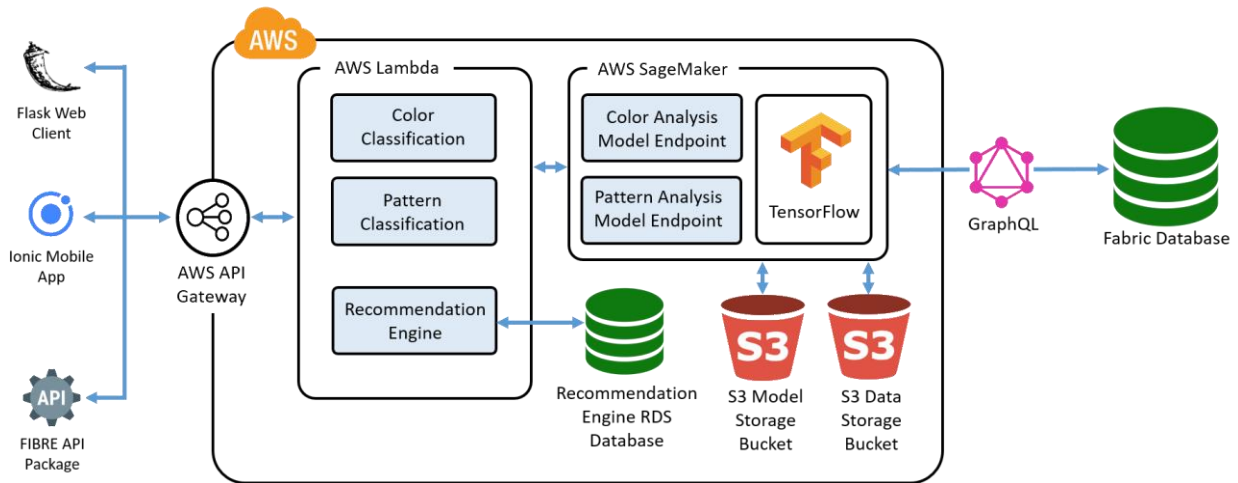 AWS
Flask Web
Client
Ionic Mobile
App
API
FIBRE API
Package
AWS API
Gateway
AWS Lambda
Color
Classification
Pattern
Classification
Recommendation
Engine
AWS SageMaker
Color Analysis
Model Endpoint
Pattern Analysis
Model Endpoint
TensorFlow
Recommendation
Engine RDS
Database
S3
S3 Model
Storage
Bucket
S3
S3 Data
Storage
Bucket
GraphQL
Fabric Database